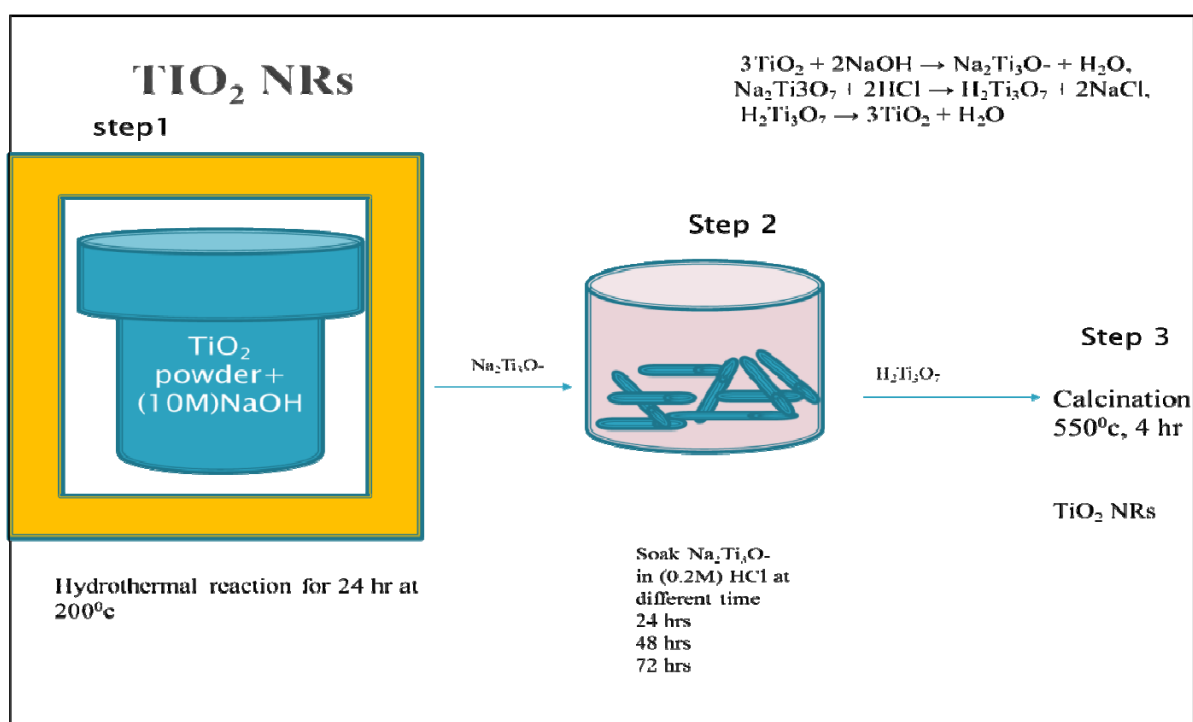 TIO₂ NRs
step1
3TiO₂ + 2NaOH → Na₂Ti₃O- + H₂O,
Na₂Ti3O₇ + 2HCl → H₂Ti₃O₇ + 2NaCl,
H₂Ti₃O₇ → 3TiO₂ + H₂O
TiO₂
powder+
(10M)NaOH
Hydrothermal reaction for 24 hr at
200⁰c
Na₂Ti₃O-
Step 2
Soak Na₂Ti₃O-
in (0.2M) HCl at
different time
24 hrs
48 hrs
72 hrs
H₂Ti₃O₇
Step 3
Calcination
550⁰c, 4 hr
TiO₂ NRs